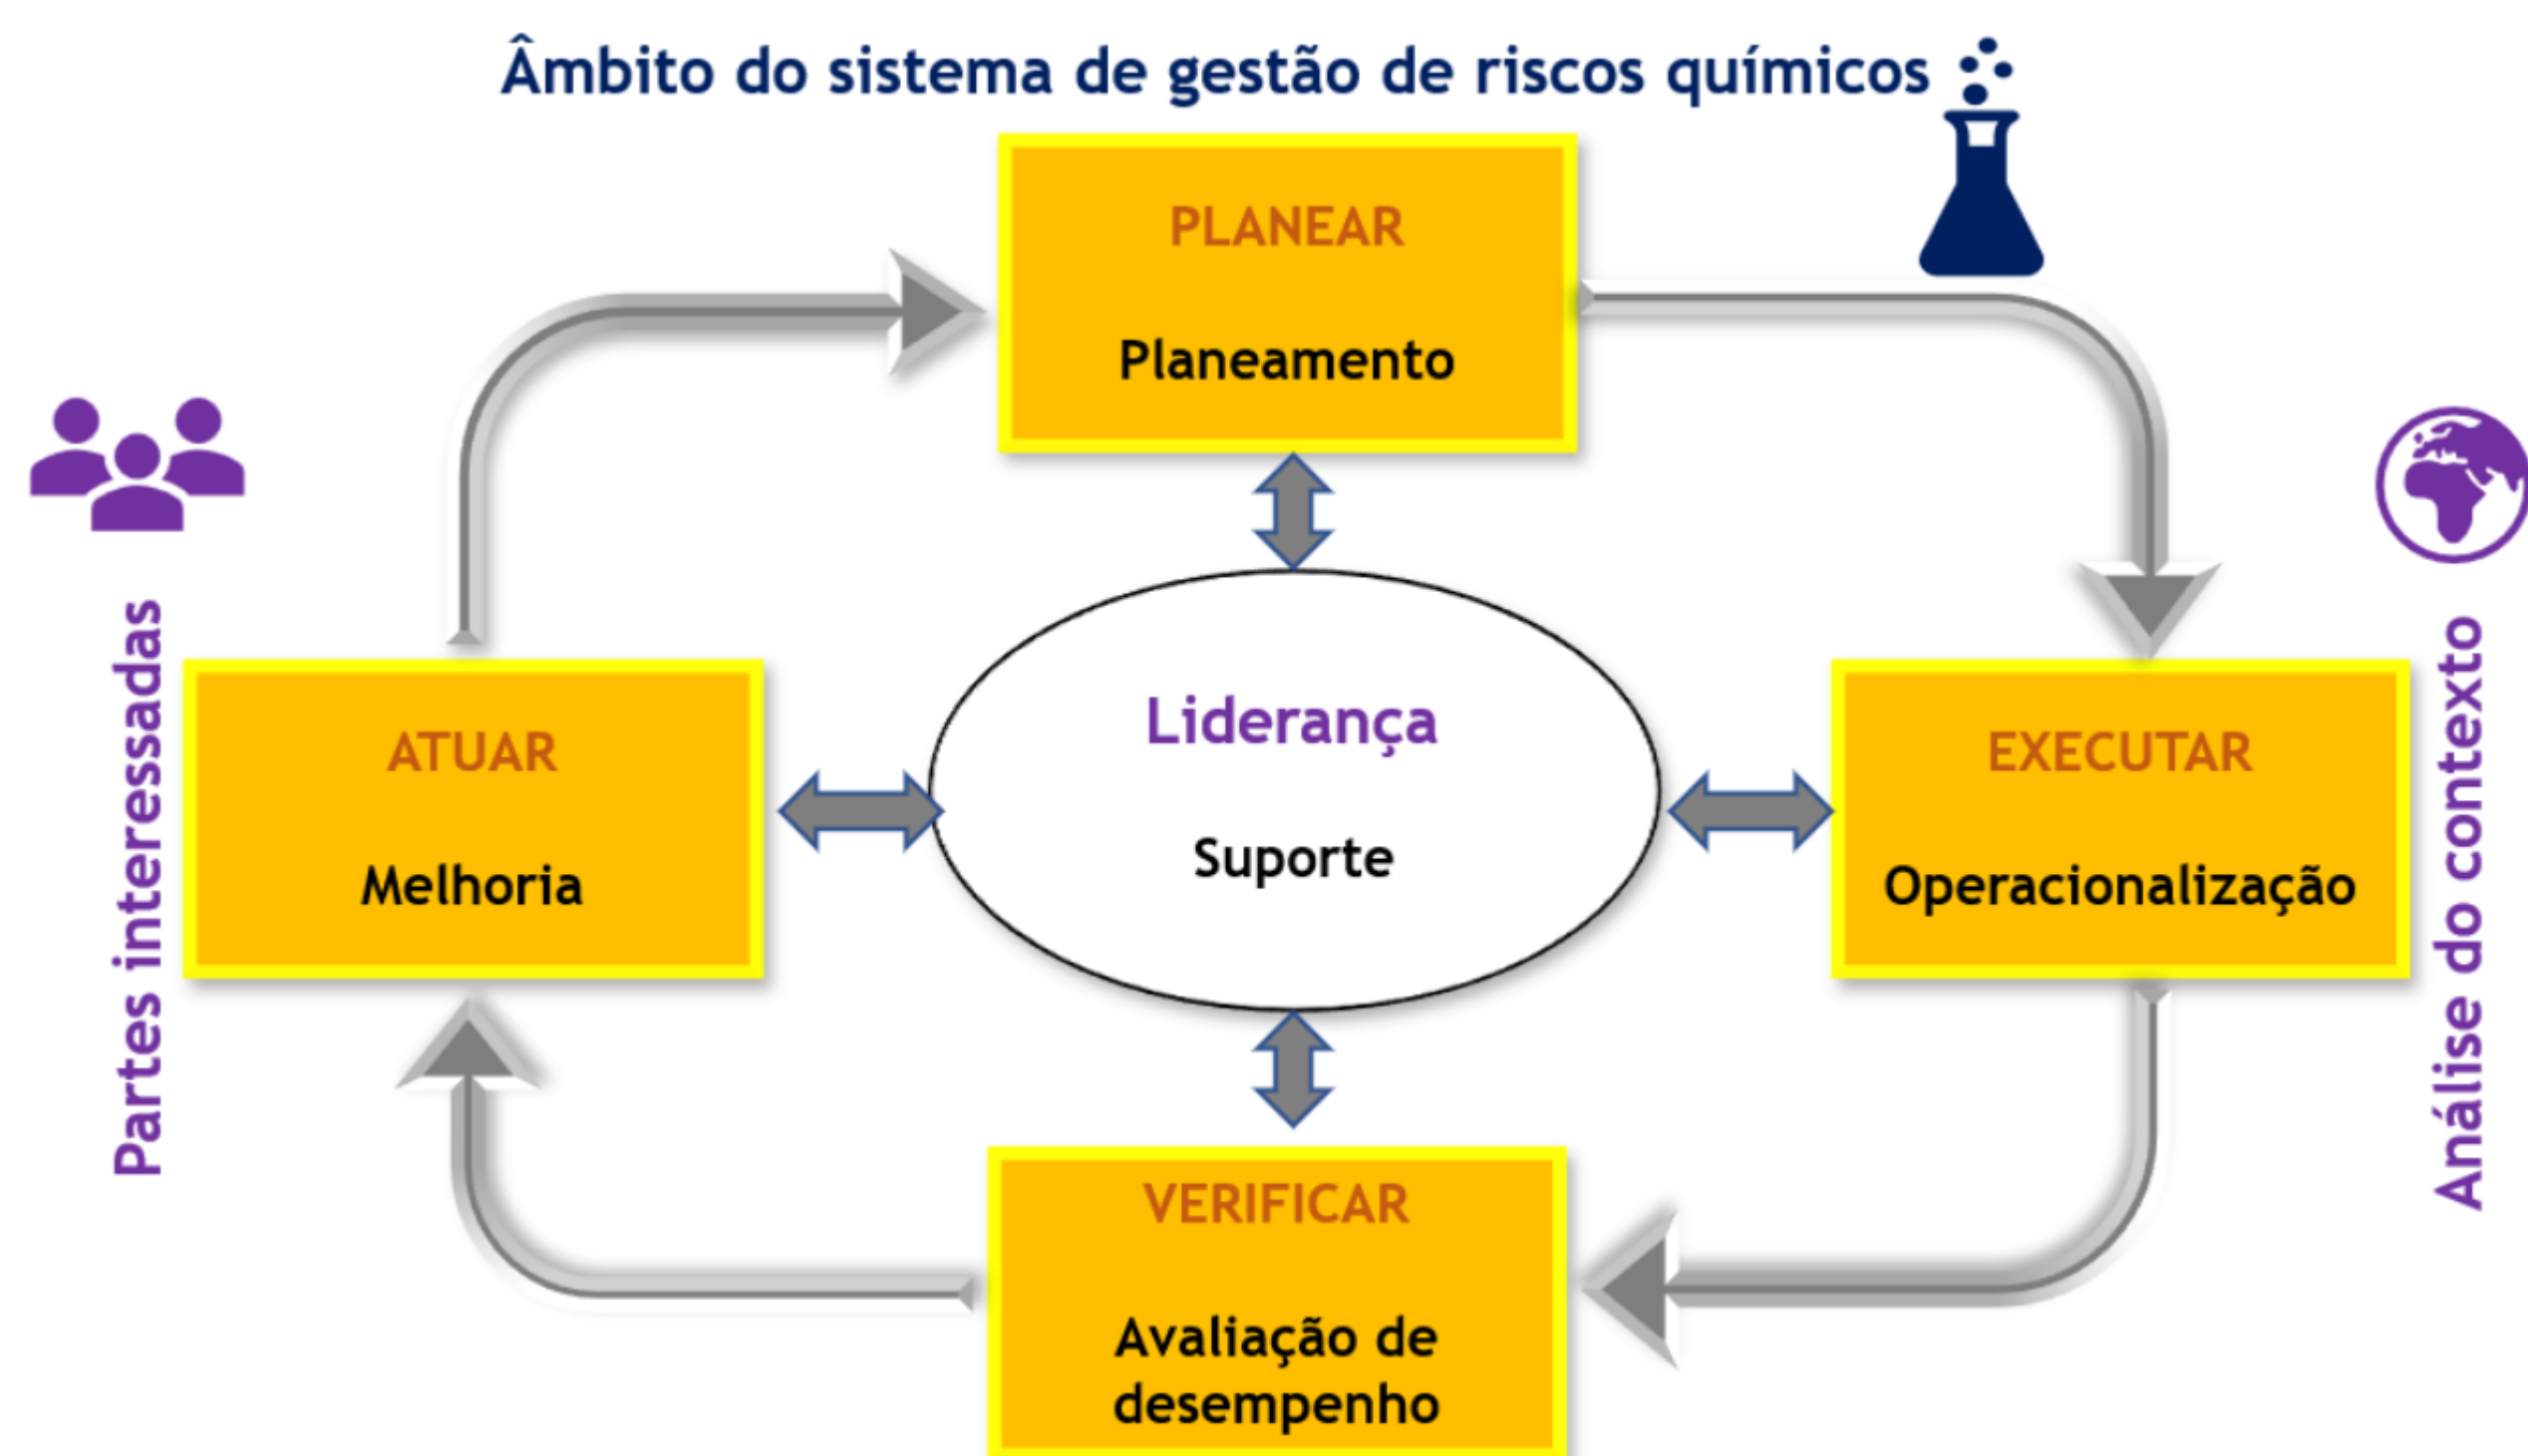 Âmbito do sistema de gestão de riscos químicos
PLANEAR
Planeamento
Partes interessadas
ATUAR
Melhoria
Liderança
Suporte
EXECUTAR
Operacionalização
Análise do contexto
VERIFICAR
Avaliação de
desempenho